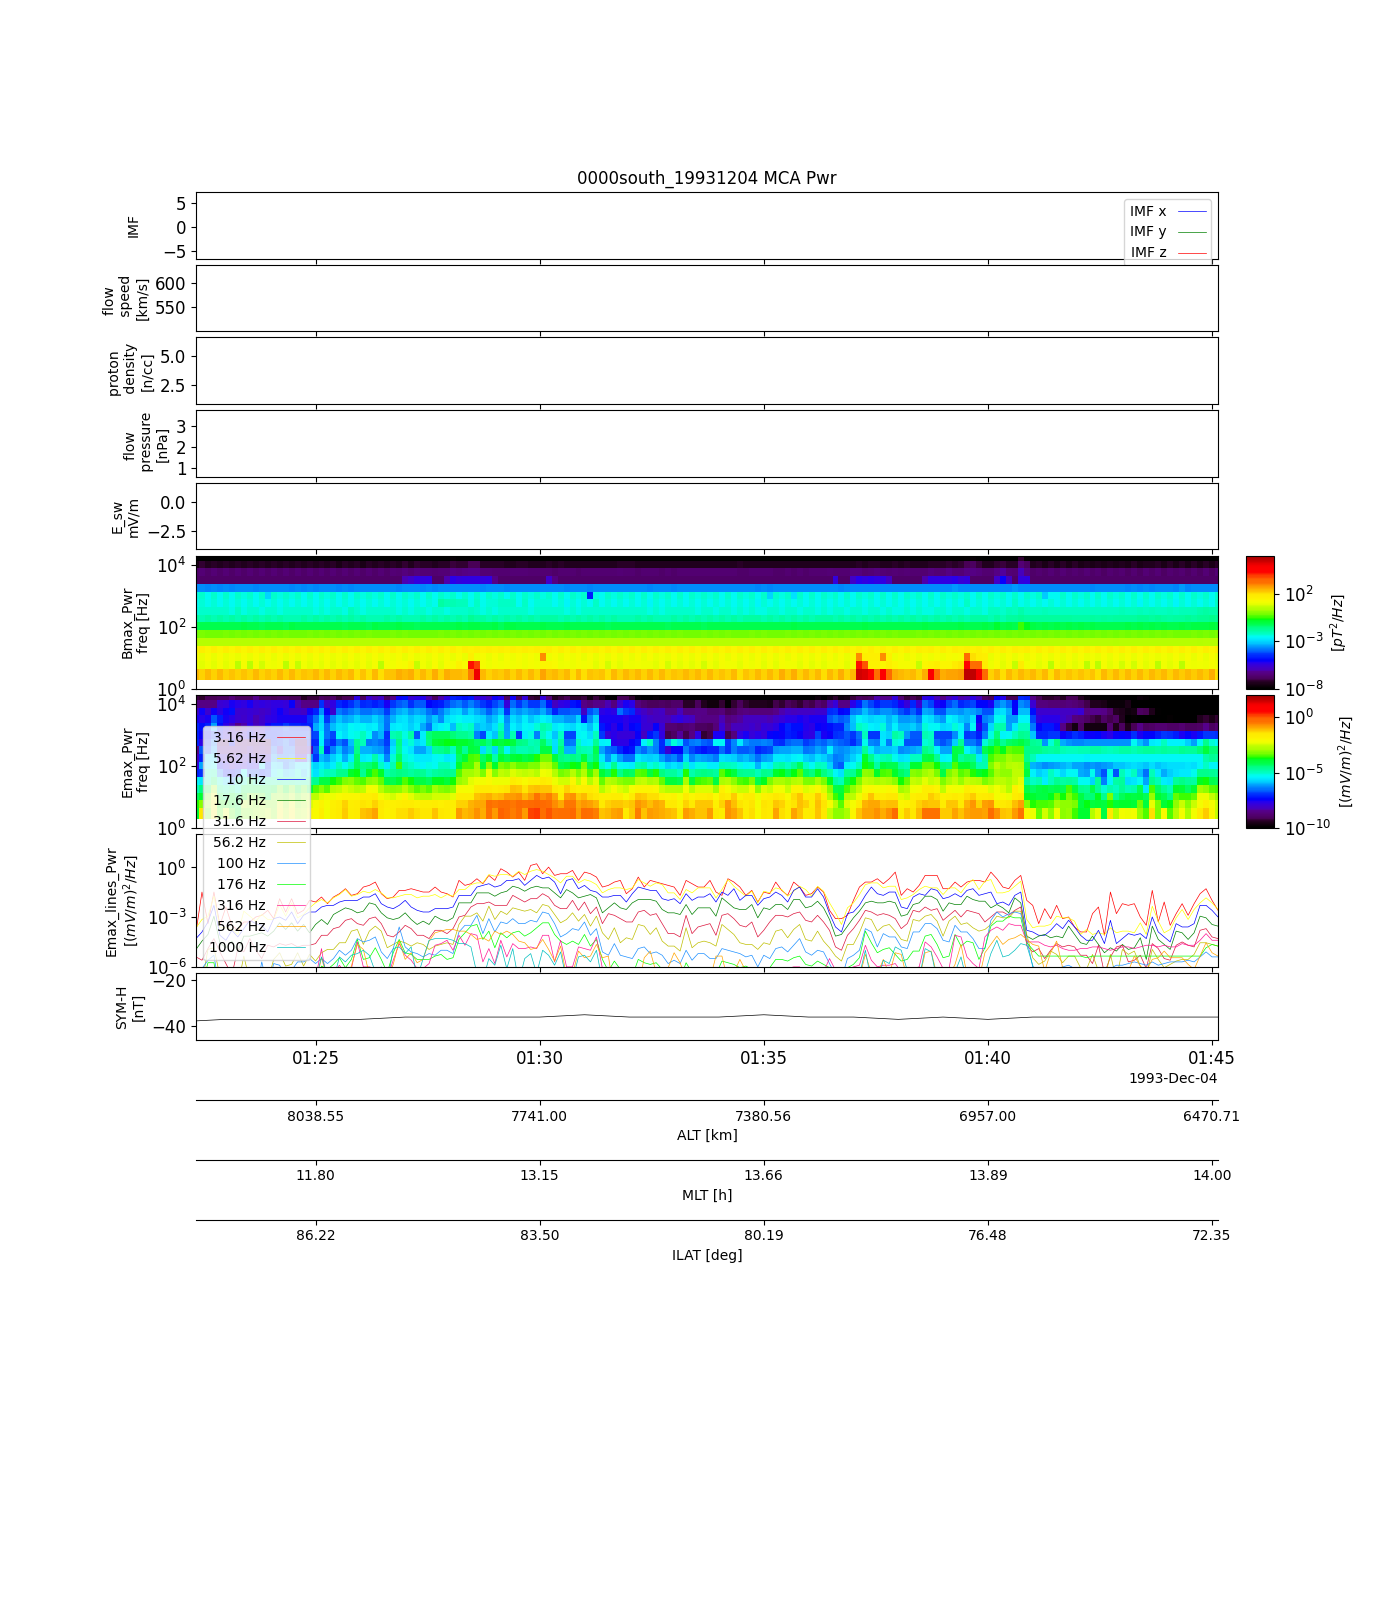 0000south_19931204 MCA Pwr
IMF
5
0
−5
IMF x
IMF y
IMF z
flow
speed
[km/s]
600
550
proton
density
[n/cc]
5.0
2.5
flow
pressure
[nPa]
3
2
1
E_sw
mV/m
0.0
−2.5
Bmax_Pwr
freq [Hz]
10^4
10^2
10^0
10^2
10^−3
10^−8
[pT^2/Hz]
Emax_Pwr
freq [Hz]
10^4
10^2
10^0
10^0
10^−5
10^−10
[(mV/m)^2/Hz]
3.16 Hz
5.62 Hz
10 Hz
17.6 Hz
31.6 Hz
56.2 Hz
100 Hz
176 Hz
316 Hz
562 Hz
1000 Hz
Emax_lines_Pwr
[(mV/m)^2/Hz]
10^0
10^−3
10^−6
SYM-H
[nT]
−20
−40
01:25 01:30 01:35 01:40 01:45
1993-Dec-04
8038.55 7741.00 7380.56 6957.00 6470.71
ALT [km]
11.80 13.15 13.66 13.89 14.00
MLT [h]
86.22 83.50 80.19 76.48 72.35
ILAT [deg]